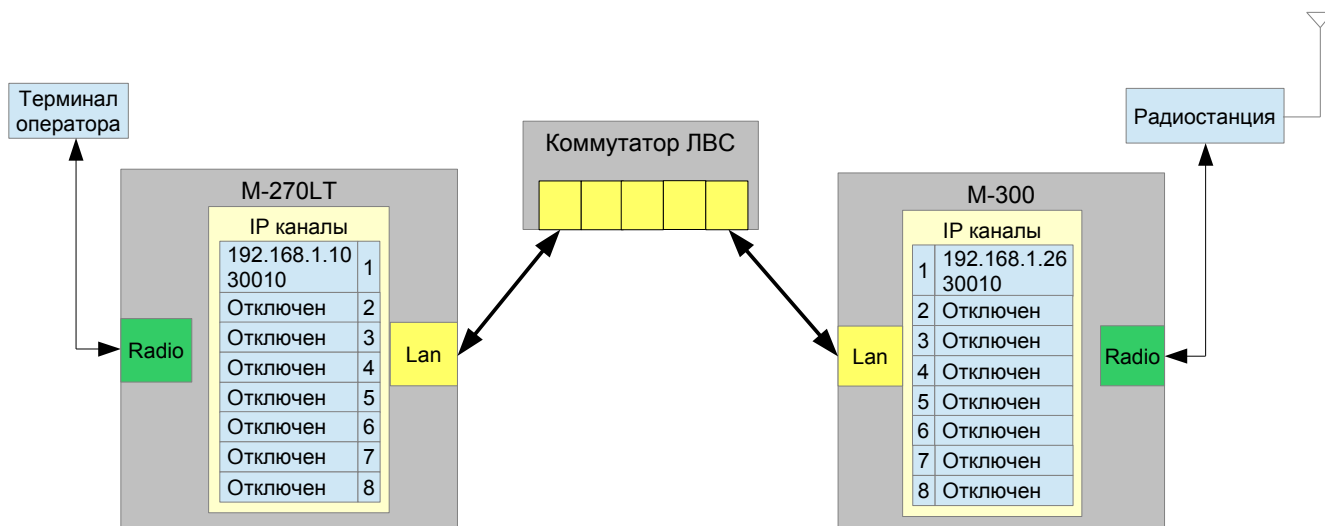 Терминал
оператора
M-270LT
IP каналы
192.168.1.10
30010
1
Отключен 2
Отключен 3
Отключен 4
Отключен 5
Отключен 6
Отключен 7
Отключен 8
Radio
Lan
Коммутатор ЛВС
M-300
IP каналы
1
192.168.1.26
30010
2 Отключен
3 Отключен
4 Отключен
5 Отключен
6 Отключен
7 Отключен
8 Отключен
Lan
Radio
Радиостанция